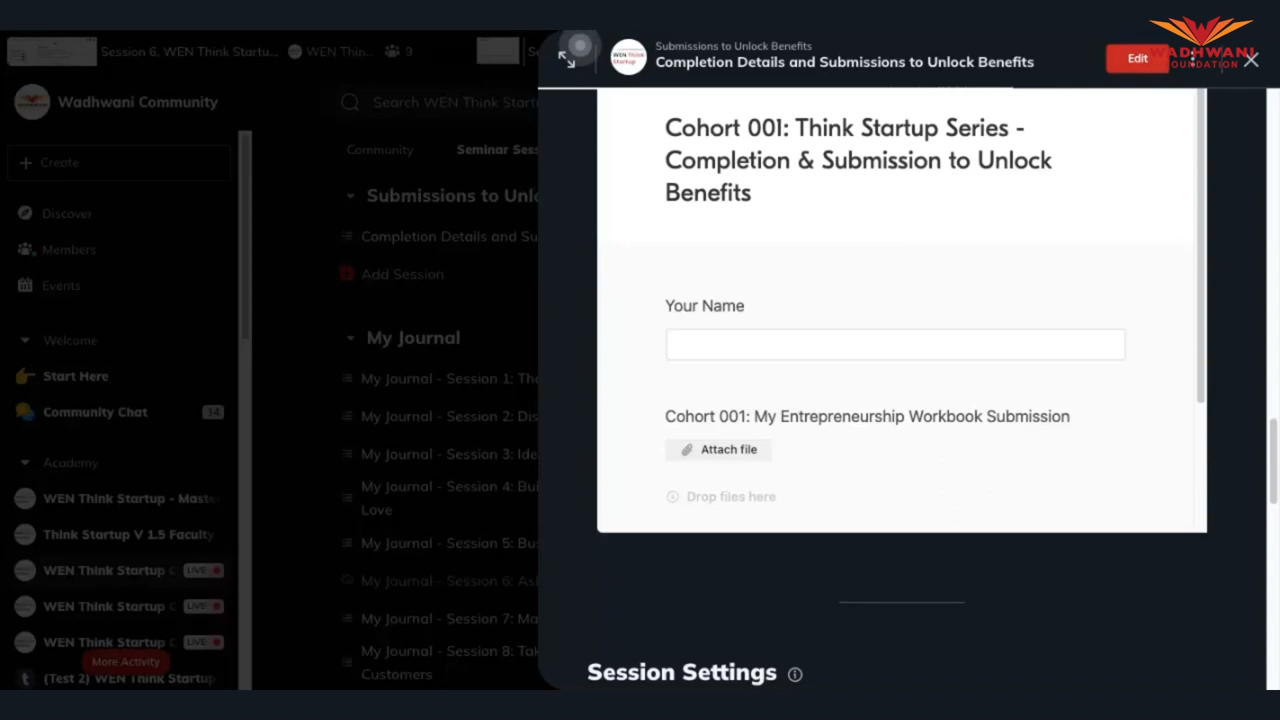 Session 6. WEN Think Startu...
WEN Thin...
9
Submissions to Unlock Benefits
Completion Details and Submissions to Unlock Benefits
Edit
WADHWANI
FOUNDATION
Wadhwani Community
Search WEN Think Start
Create
Community
Seminar Ses
Discover
Members
Events
Submissions to Unlo
Completion Details and Su
Add Session
Welcome
Start Here
Community Chat
14
Academy
WEN Think Startup - Maste
Think Startup V 1.5 Faculty
WEN Think Startup C
LIVE
WEN Think Startup C
LIVE
WEN Think Startup C
LIVE
More Activity
(Test 2) WEN Think Startup
My Journal
My Journal - Session 1: Tho
My Journal - Session 2: Dis
My Journal - Session 3: Ide
My Journal - Session 4: Bui
Love
My Journal - Session 5: Bus
My Journal - Session 6: Ask
My Journal - Session 7: Ma
My Journal - Session 8: Tak
Customers
Cohort 001: Think Startup Series -
Completion & Submission to Unlock
Benefits
Your Name
Cohort 001: My Entrepreneurship Workbook Submission
Attach file
Drop files here
Session Settings